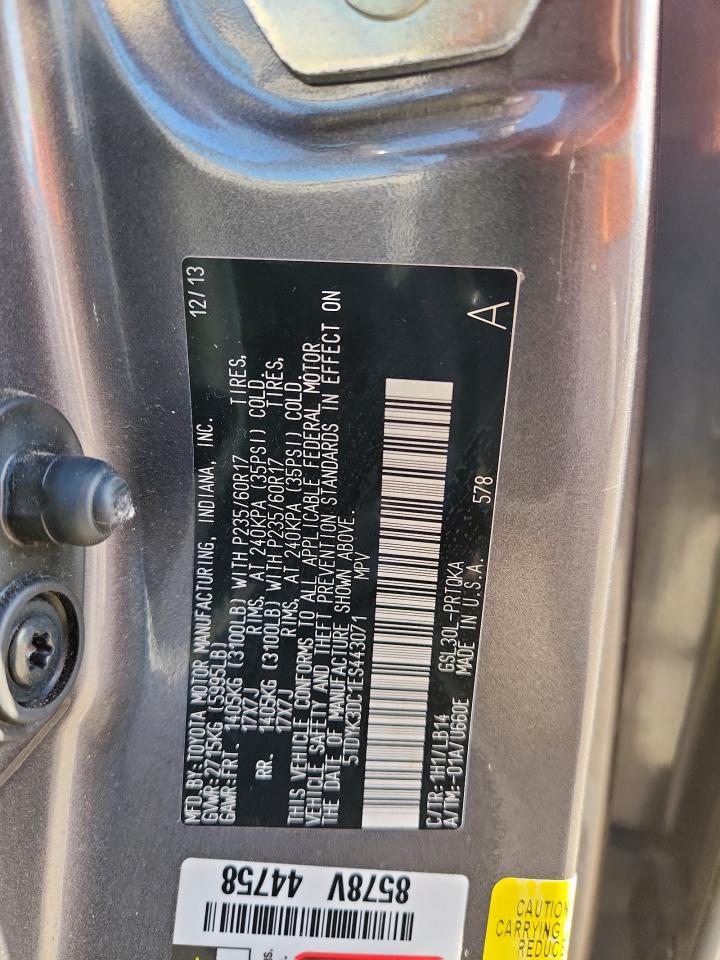 MFD.BY:TOYOTA MOTOR MANUFACTURING, INDIANA, INC. 12/13
GVWR:2715KG (5995LB)
GAWR:FRT. 1405KG (3100LB) WITH P235/60R17 TIRES,
17X7J RIMS, AT 240KPA (35PSI) COLD.
RR. 1405KG (3100LB) WITH P235/60R17 TIRES,
17X7J RIMS, AT 240KPA (35PSI) COLD.
THIS VEHICLE CONFORMS TO ALL APPLICABLE FEDERAL MOTOR
VEHICLE SAFETY AND THEFT PREVENTION STANDARDS IN EFFECT ON
THE DATE OF MANUFACTURE SHOWN ABOVE.
5TDYK3DC1ES443071 MPV
C/TR:1H1/LB14 GSL30L-PRTQKA
A/TM:-01A/U660E MADE IN U.S.A. 578 A
8578V 44758
CAUTION
CARRYING
REDUCE